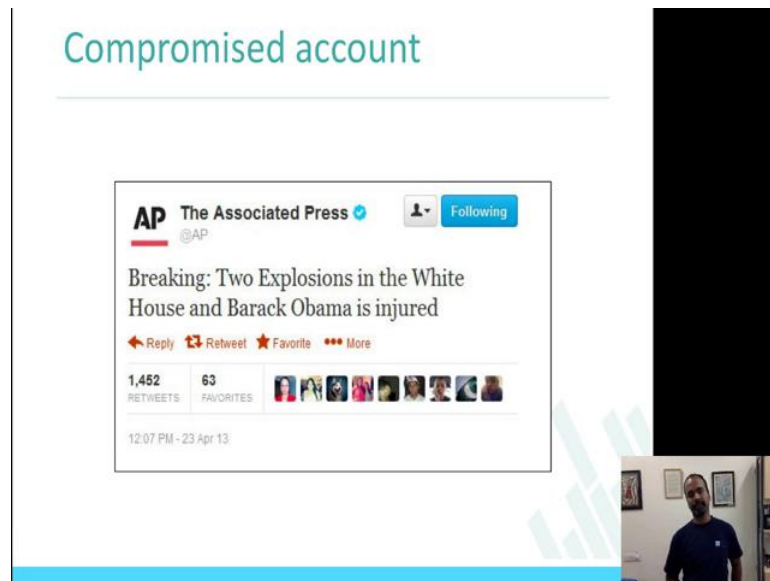 Compromised account
AP The Associated Press
@AP
Following
Breaking: Two Explosions in the White
House and Barack Obama is injured
Reply Retweet Favorite More
1,452 63
RETWEETS FAVORITES
12:07 PM - 23 Apr 13